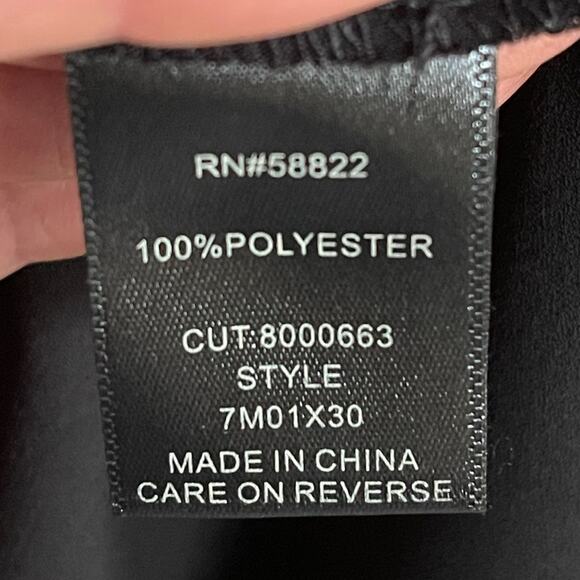 RN#58822
100%POLYESTER
CUT:8000663
STYLE
7M01X30
MADE IN CHINA
CARE ON REVERSE